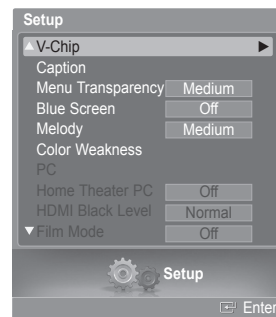 Setup
V-Chip
Caption
Menu Transparency Medium
Blue Screen Off
Melody Medium
Color Weakness
PC
Home Theater PC Off
HDMI Black Level Normal
Film Mode Off
Setup
Enter